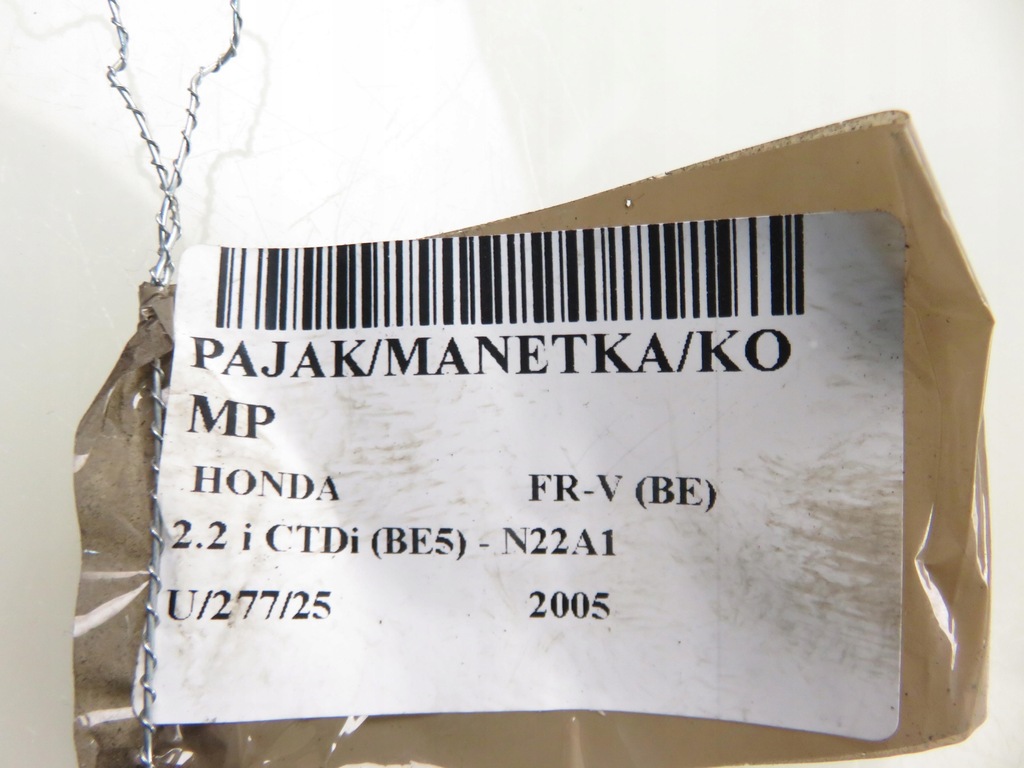 PAJAK/MANETKA/KO
MP
HONDA FR-V (BE)
2.2 i CTDi (BE5) - N22A1
U/277/25 2005